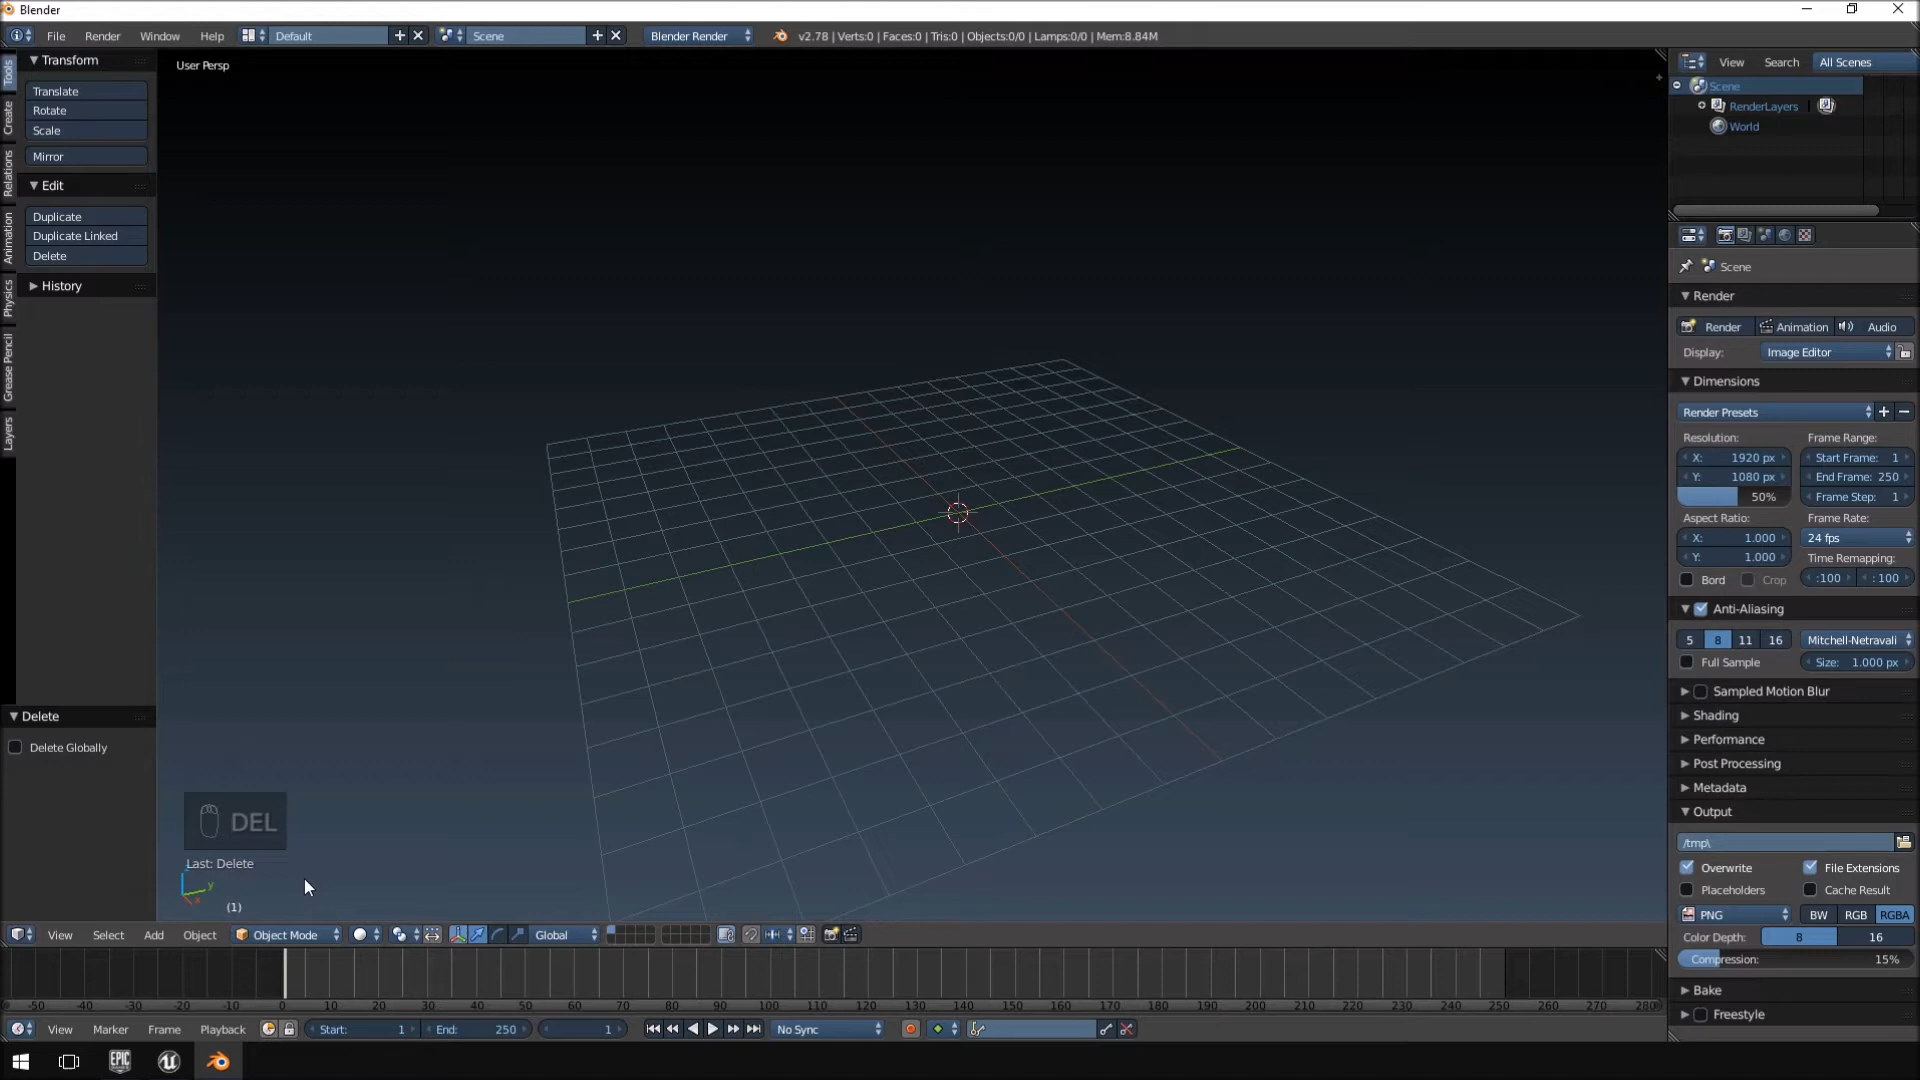 Blender
File Render Window Help Default Scene Blender Render v2.78 | Verts:0 | Faces:0 | Tris:0 | Objects:0/0 | Lamps:0/0 | Mem:8.84M
Tools
Create
Relations
Animation
Physics
Grease Pencil
Layers
Transform
Translate
Rotate
Scale
Mirror
Edit
Duplicate
Duplicate Linked
Delete
History
Delete
Delete Globally
User Persp
DEL
Last: Delete
z
y
x
(1)
View Search All Scenes
Scene
RenderLayers
World
Scene
Render
Render Animation Audio
Display: Image Editor
Dimensions
Render Presets
Resolution: Frame Range:
X: 1920 px Start Frame: 1
Y: 1080 px End Frame: 250
50% Frame Step: 1
Aspect Ratio: Frame Rate:
X: 1.000 24 fps
Y: 1.000 Time Remapping:
Bord Crop :100 : 100
Anti-Aliasing
5 8 11 16 Mitchell-Netravali
Full Sample Size: 1.000 px
Sampled Motion Blur
Shading
Performance
Post Processing
Metadata
Output
/tmp\
Overwrite File Extensions
Placeholders Cache Result
PNG BW RGB RGBA
Color Depth: 8 16
Compression: 15%
Bake
Freestyle
View Select Add Object Object Mode Global
-50 -40 -30 -20 -10 0 10 20 30 40 50 60 70 80 90 100 110 120 130 140 150 160 170 180 190 200 210 220 230 240 250 260 270 280
View Marker Frame Playback Start: 1 End: 250 1 No Sync
EPIC